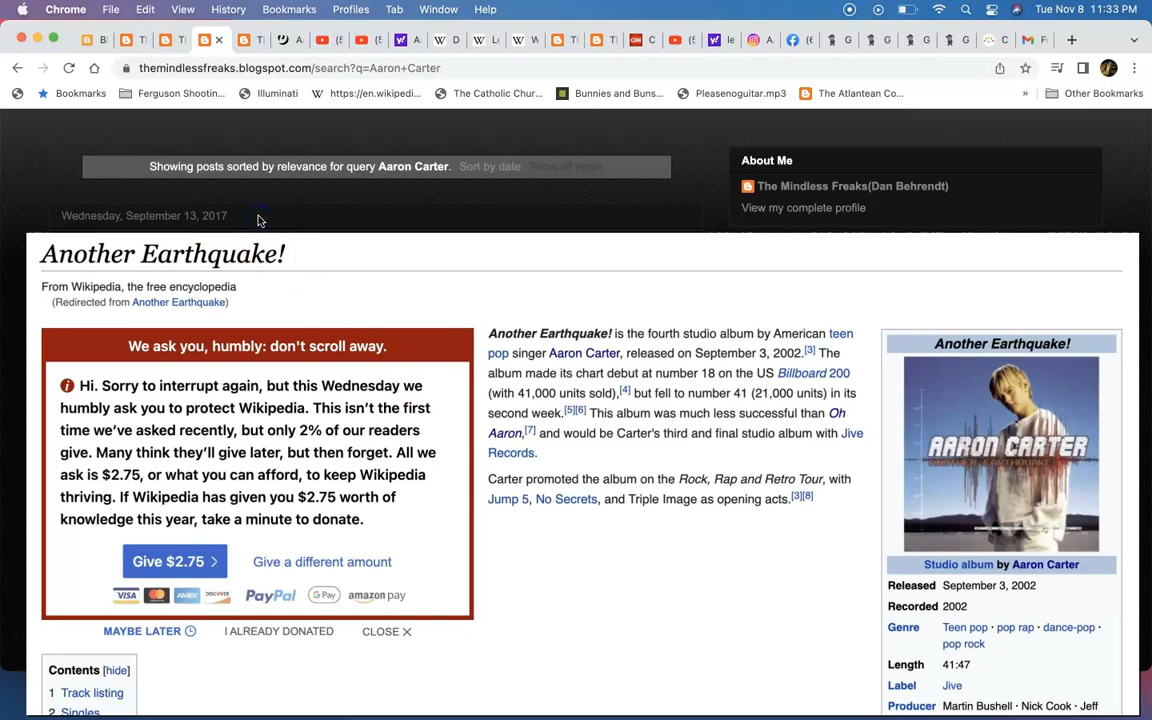 Chrome File Edit View History Bookmarks Profiles Tab Window Help Tue Nov 8 11:33 PM
themindlessfreaks.blogspot.com/search?q=Aaron+Carter
Bookmarks Ferguson Shootin... Illuminati https://en.wikipedi... The Catholic Chur... Bunnies and Buns... Pleasenoguitar.mp3 The Atlantean Co... » Other Bookmarks
Showing posts sorted by relevance for query Aaron Carter. Sort by date Show all posts
About Me
The Mindless Freaks(Dan Behrendt)
View my complete profile
Wednesday, September 13, 2017
Another Earthquake!
From Wikipedia, the free encyclopedia
(Redirected from Another Earthquake)
We ask you, humbly: don't scroll away.
Hi. Sorry to interrupt again, but this Wednesday we
humbly ask you to protect Wikipedia. This isn't the first
time we've asked recently, but only 2% of our readers
give. Many think they'll give later, but then forget. All we
ask is $2.75, or what you can afford, to keep Wikipedia
thriving. If Wikipedia has given you $2.75 worth of
knowledge this year, take a minute to donate.
Give $2.75 Give a different amount
VISA AMEX DISCOVER PayPal G Pay amazon pay
MAYBE LATER I ALREADY DONATED CLOSE X
Contents [hide]
1 Track listing
2 Singles
Another Earthquake! is the fourth studio album by American teen
pop singer Aaron Carter, released on September 3, 2002.[3] The
album made its chart debut at number 18 on the US Billboard 200
(with 41,000 units sold),[4] but fell to number 41 (21,000 units) in its
second week.[5][6] This album was much less successful than Oh
Aaron,[7] and would be Carter's third and final studio album with Jive
Records.
Carter promoted the album on the Rock, Rap and Retro Tour, with
Jump 5, No Secrets, and Triple Image as opening acts.[3][8]
Another Earthquake!
AARON CARTER
ANOTHER EARTHQUAKE
Studio album by Aaron Carter
Released September 3, 2002
Recorded 2002
Genre Teen pop · pop rap · dance-pop ·
pop rock
Length 41:47
Label Jive
Producer Martin Bushell · Nick Cook · Jeff